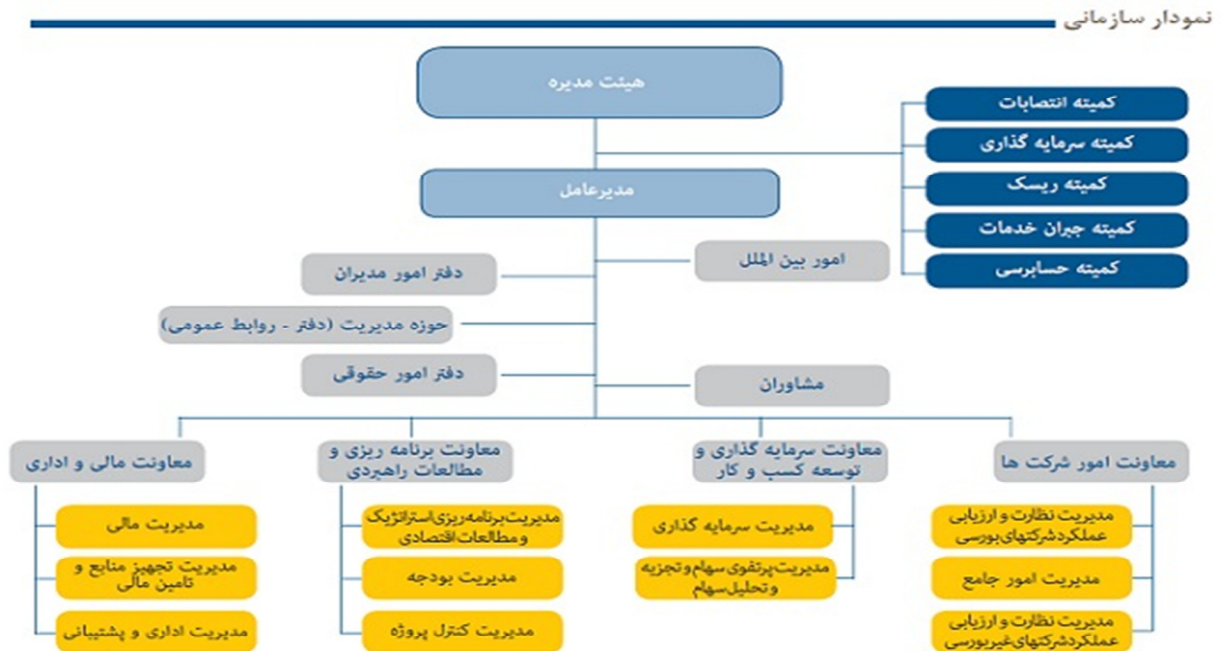 نمودار سازمانی
هیئت مدیره
کمیته انتصابات
کمیته سرمایه گذاری
کمیته ریسک
کمیته جبران خدمات
کمیته حسابرسی
مدیرعامل
امور بین الملل
دفتر امور مدیران
حوزه مدیریت (دفتر - روابط عمومی)
دفتر امور حقوقی
مشاوران
معاونت امور شرکت ها
مدیریت نظارت و ارزیابی
عملکرد شرکتهای بورسی
مدیریت امور جامع
مدیریت نظارت و ارزیابی
عملکرد شرکتهای غیربورسی
معاونت سرمایه گذاری و
توسعه کسب و کار
مدیریت سرمایه گذاری
مدیریت پرتفوی سهام و تجزیه
و تحلیل سهام
معاونت برنامه ریزی و
مطالعات راهبردی
مدیریت برنامه ریزی استراتژیک
و مطالعات اقتصادی
مدیریت بودجه
مدیریت کنترل پروژه
معاونت مالی و اداری
مدیریت مالی
مدیریت تجهیز منابع و
تامین مالی
مدیریت اداری و پشتیبانی